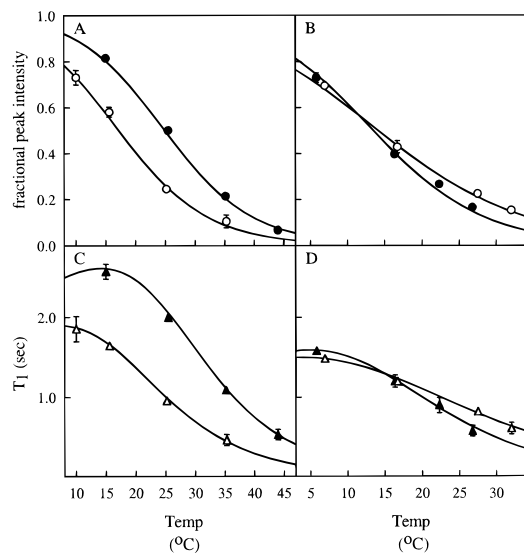 1.0
A
B
0.8
0.6
0.4
0.2
0.0
fractional peak intensity
C
D
2.0
1.0
T1 (sec)
10 15 20 25 30 35 40 45
5 10 15 20 25 30
Temp
(°C)
Temp
(°C)